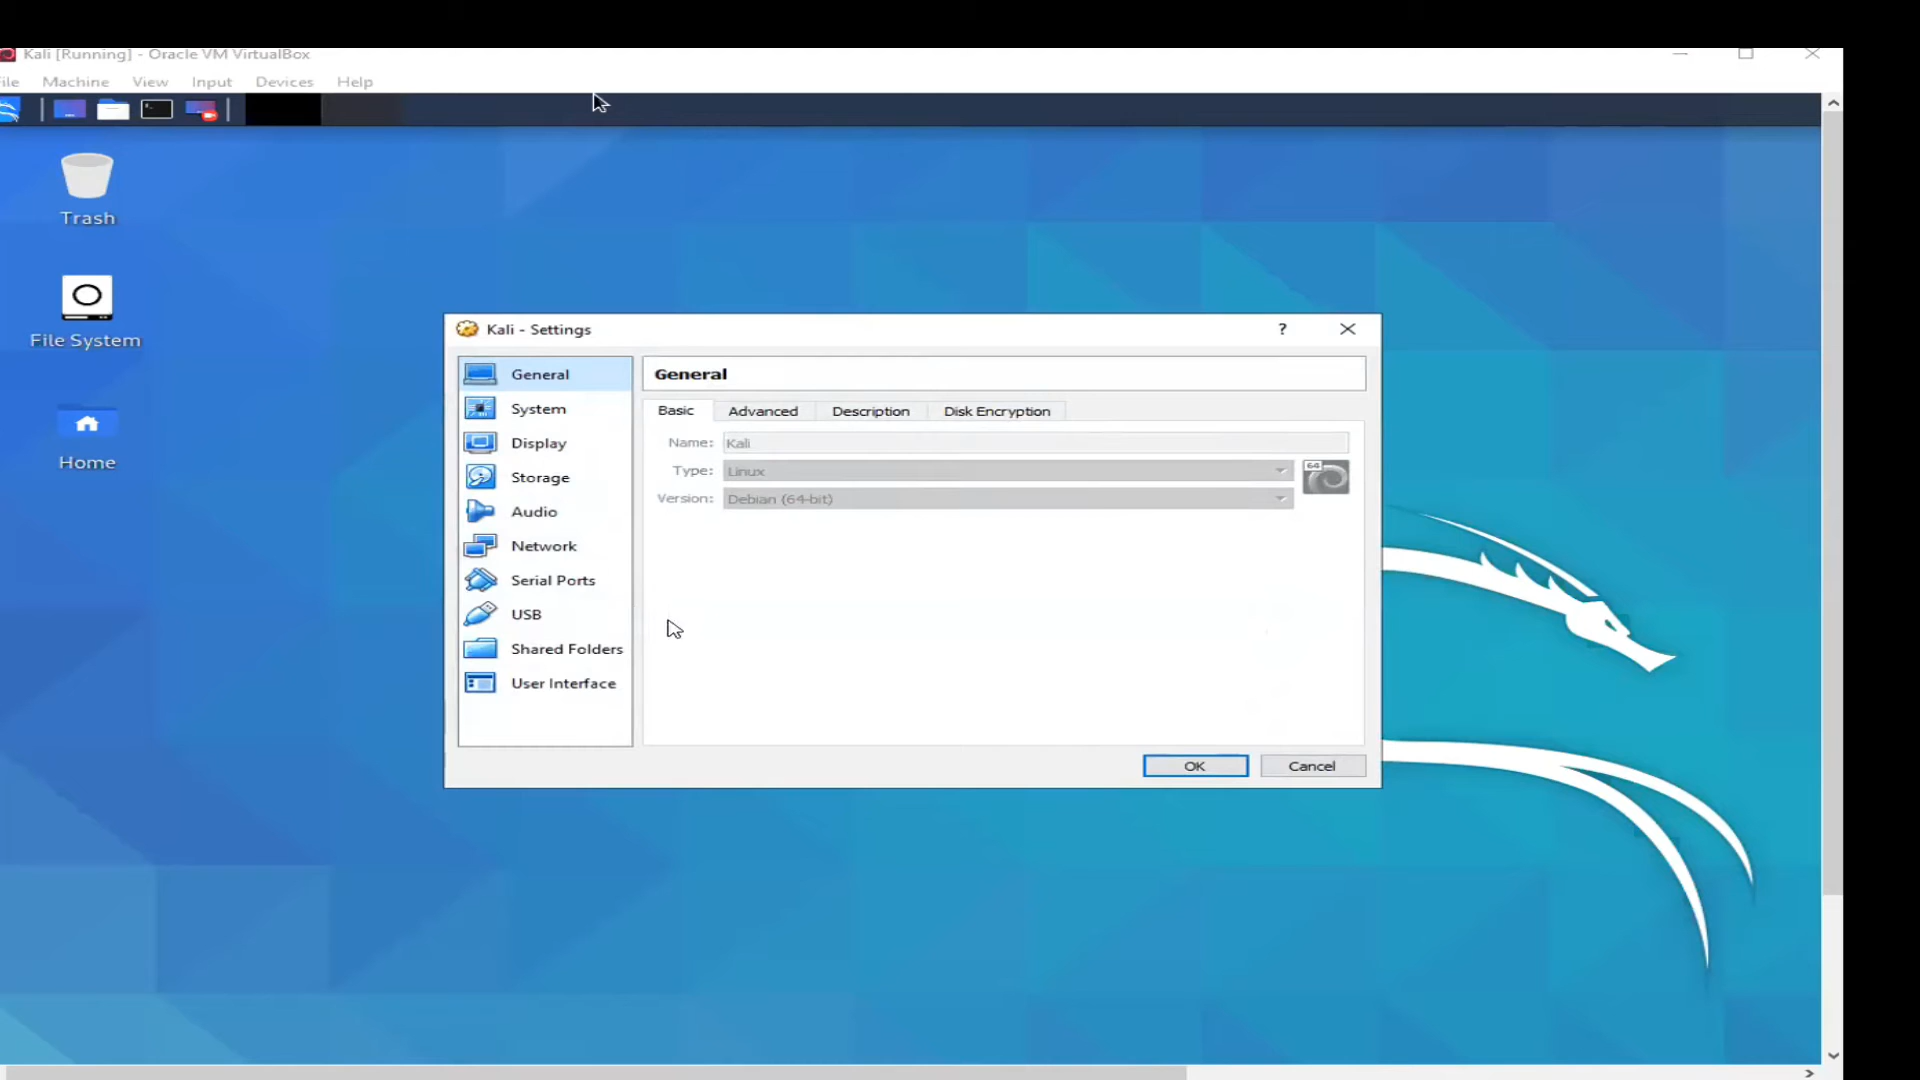 Kali [Running] - Oracle VM VirtualBox
File Machine View Input Devices Help
Trash
File System
Home
Kali - Settings
?
General
System
Display
Storage
Audio
Network
Serial Ports
USB
Shared Folders
User Interface
General
Basic Advanced Description Disk Encryption
Name: Kali
Type: Linux
64
Version: Debian (64-bit)
OK Cancel